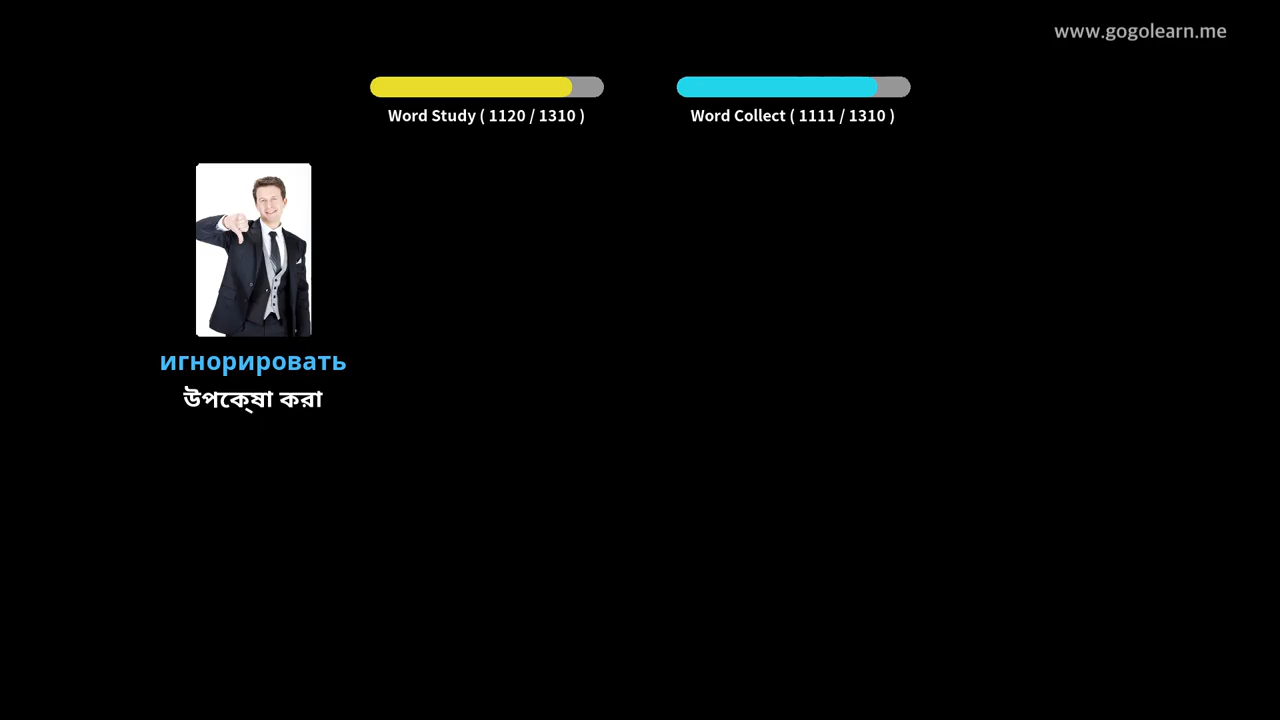 www.gogolearn.me
Word Study ( 1120 / 1310 )
Word Collect ( 1111 / 1310 )
игнорировать
উপেক্ষা করা